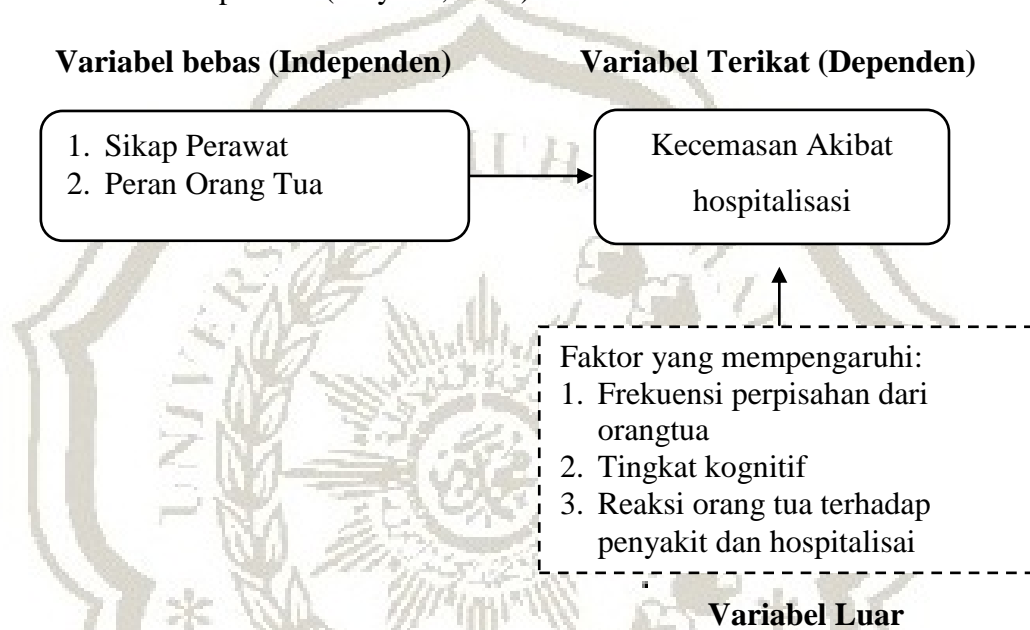 Variabel bebas (Independen)
Variabel Terikat (Dependen)
1. Sikap Perawat
2. Peran Orang Tua
Kecemasan Akibat
hospitalisasi
Faktor yang mempengaruhi:
1. Frekuensi perpisahan dari
orangtua
2. Tingkat kognitif
3. Reaksi orang tua terhadap
penyakit dan hospitalisai
Variabel Luar